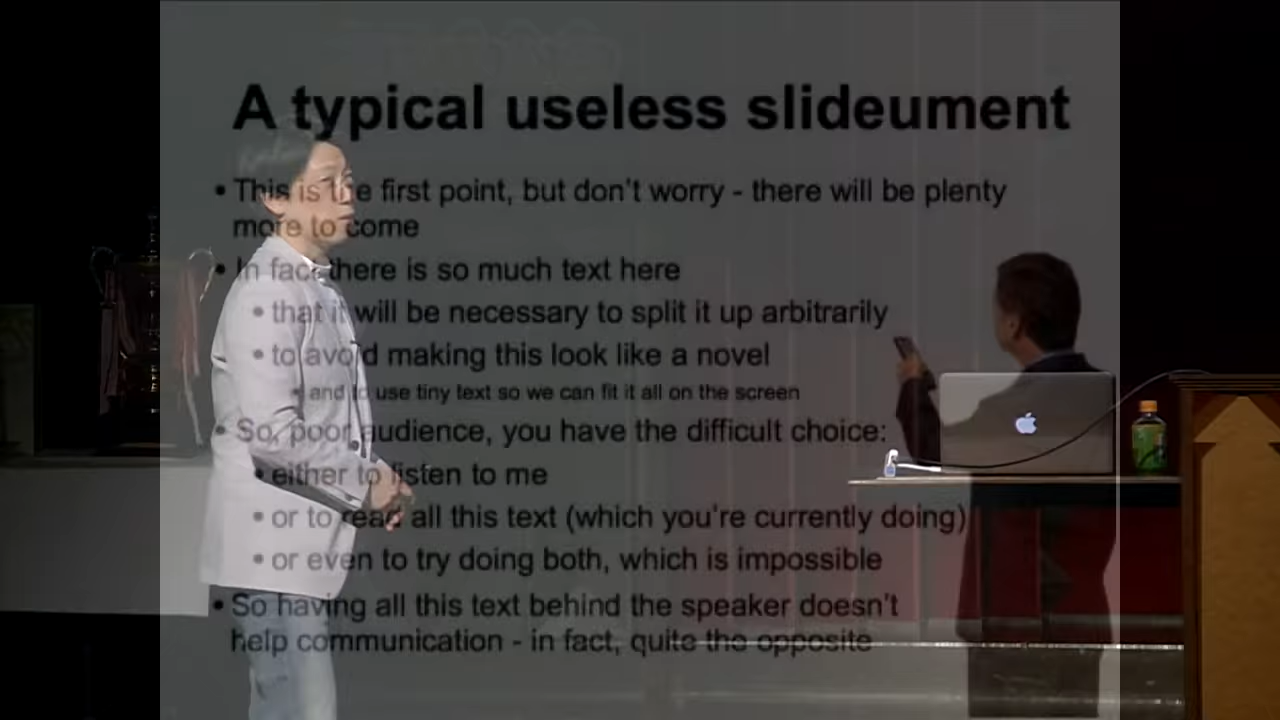 A typical useless slideument
• This is the first point, but don't worry - there will be plenty
more to come
• In fact there is so much text here
• that it will be necessary to split it up arbitrarily
• to avoid making this look like a novel
• and to use tiny text so we can fit it all on the screen
• So, poor audience, you have the difficult choice:
• either to listen to me
• or to read all this text (which you're currently doing)
• or even to try doing both, which is impossible
• So having all this text behind the speaker doesn't
help communication - in fact, quite the opposite